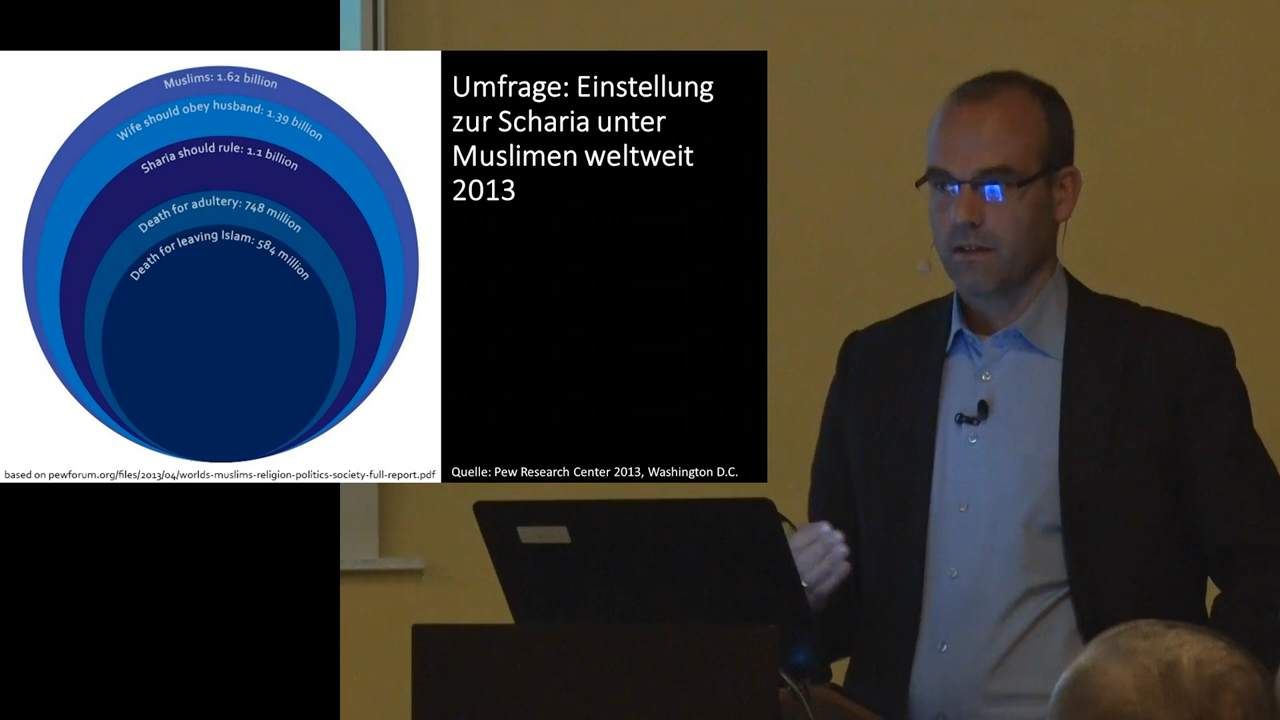 Muslims: 1.62 billion
Wife should obey husband: 1.39 billion
Sharia should rule: 1.1 billion
Death for adultery: 748 million
Death for leaving Islam: 584 million
based on pewforum.org/files/2013/04/worlds-muslims-religion-politics-society-full-report.pdf
Umfrage: Einstellung
zur Scharia unter
Muslimen weltweit
2013
Quelle: Pew Research Center 2013, Washington D.C.